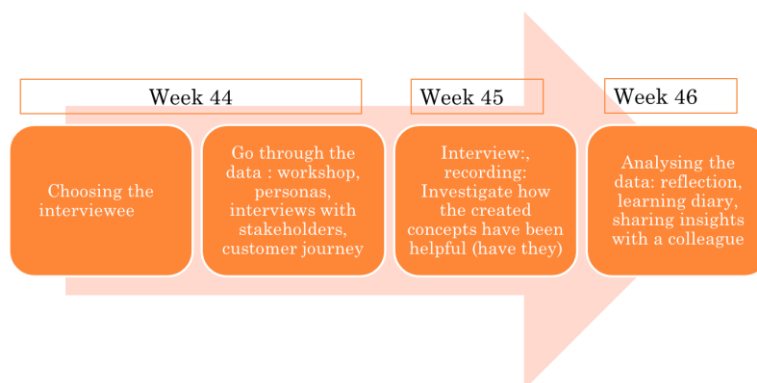 Week 44
Week 45
Week 46
Choosing the
interviewee
Go through the
data : workshop,
personas,
interviews with
stakeholders,
customer journey
Interview:,
recording:
Investigate how
the created
concepts have been
helpful (have they)
Analysing the
data: reflection,
learning diary,
sharing insights
with a colleague